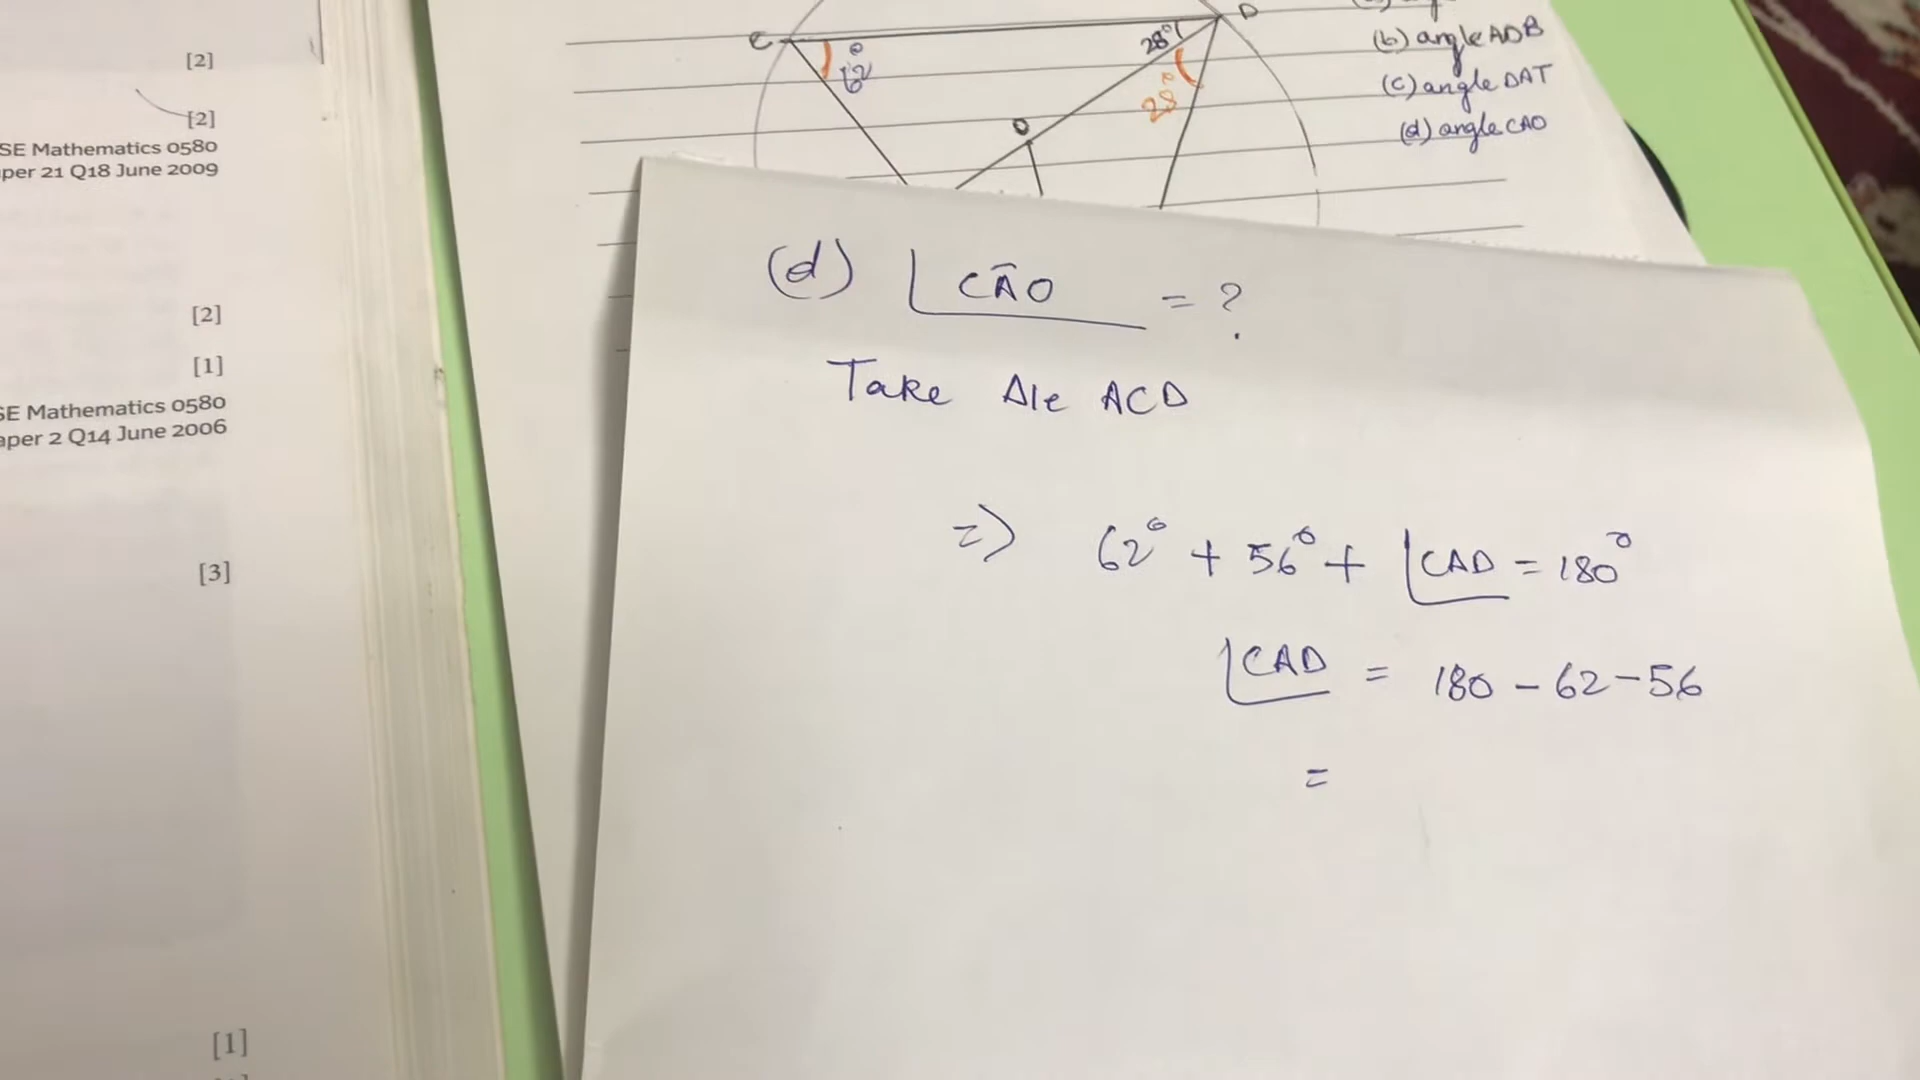 [2]
[2]
SE Mathematics 0580
per 21 Q18 June 2009
[2]
[1]
SE Mathematics 0580
aper 2 Q14 June 2006
[3]
[1]
C
62°
28°
D
28°
O
(b) angle ADB
(c) angle DAT
(d) angle CAO
(d) ∠CAO = ?
Take Δle ACD
=> 62° + 56° + ∠CAD = 180°
∠CAD = 180 - 62 - 56
=